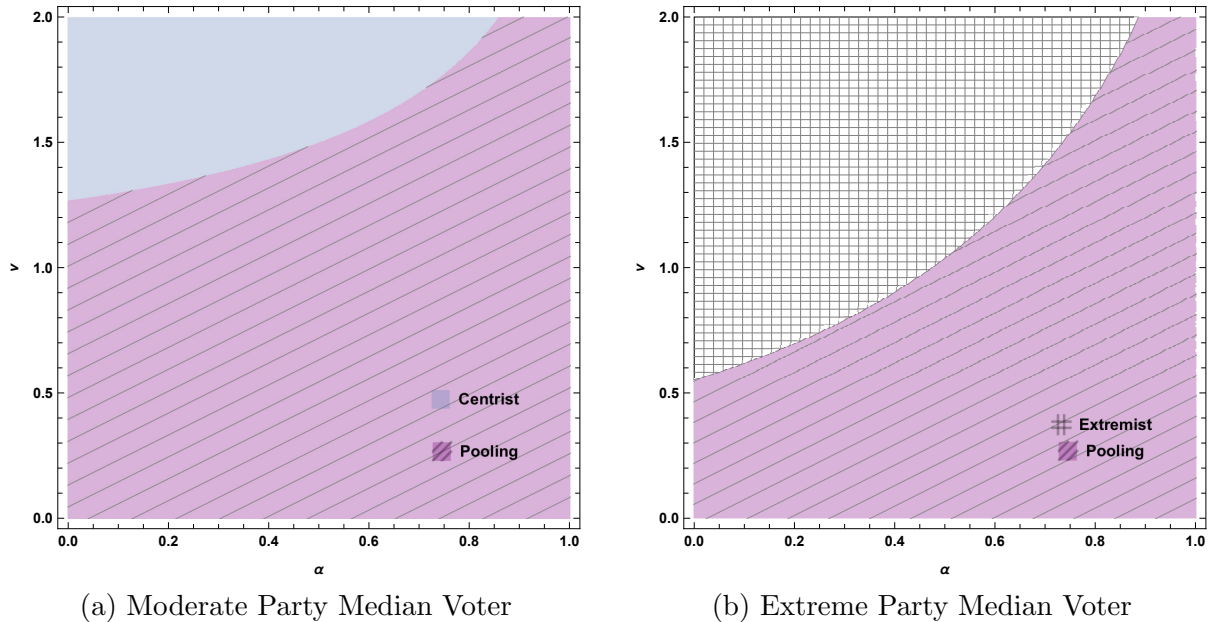 2.0
1.5
1.0
0.5
0.0
v
0.0 0.2 0.4 0.6 0.8 1.0
α
Centrist
Pooling
(a) Moderate Party Median Voter
2.0
1.5
1.0
0.5
0.0
v
0.0 0.2 0.4 0.6 0.8 1.0
α
Extremist
Pooling
(b) Extreme Party Median Voter